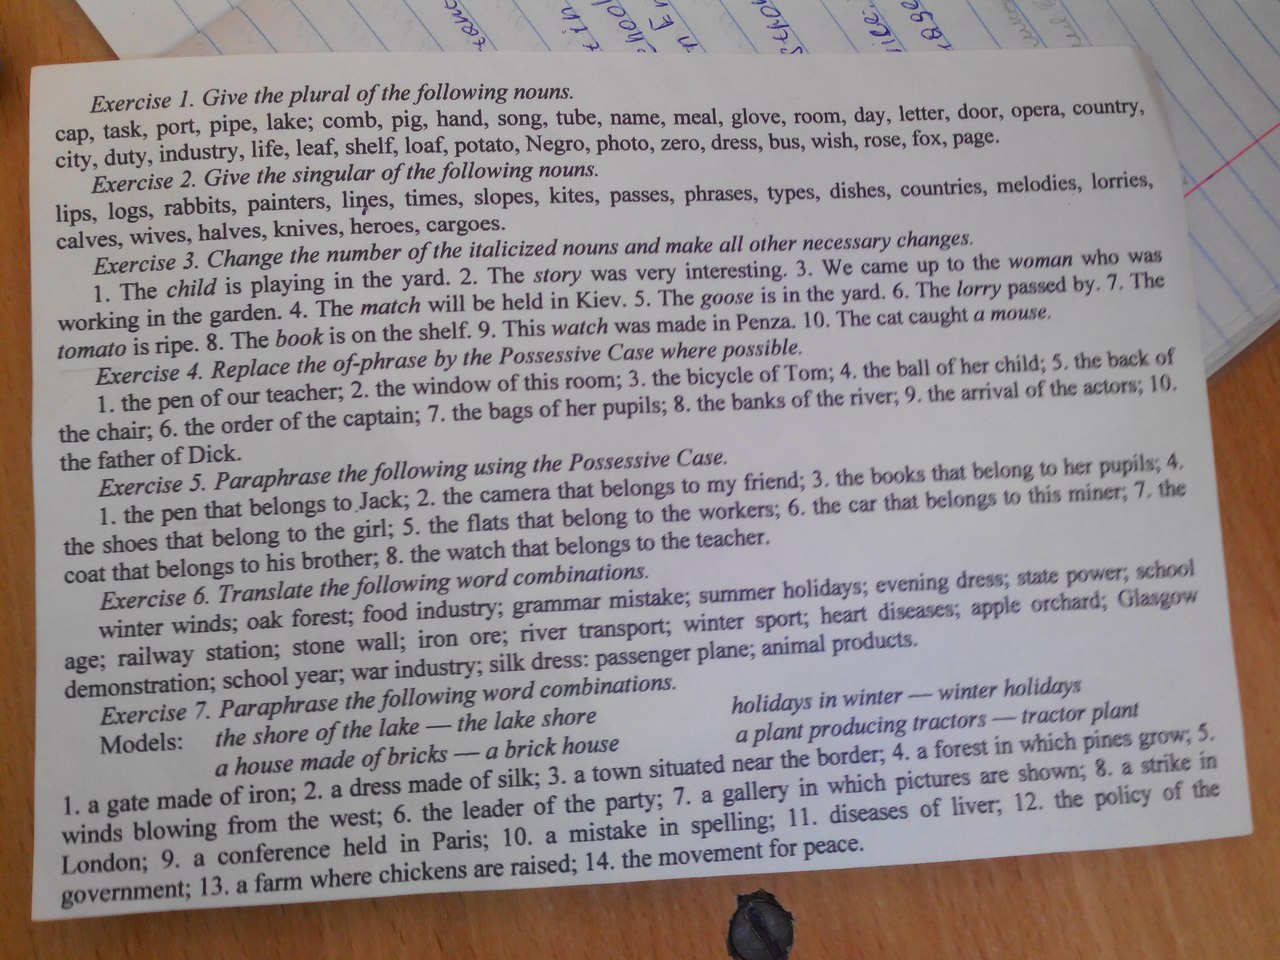 Exercise 1. Give the plural of the following nouns.
cap, task, port, pipe, lake; comb, pig, hand, song, tube, name, meal, glove, room, day, letter, door, opera, country,
city, duty, industry, life, leaf, shelf, loaf, potato, Negro, photo, zero, dress, bus, wish, rose, fox, page.
Exercise 2. Give the singular of the following nouns.
lips, logs, rabbits, painters, lines, times, slopes, kites, passes, phrases, types, dishes, countries, melodies, lorries,
calves, wives, halves, knives, heroes, cargoes.
Exercise 3. Change the number of the italicized nouns and make all other necessary changes.
1. The child is playing in the yard. 2. The story was very interesting. 3. We came up to the woman who was
working in the garden. 4. The match will be held in Kiev. 5. The goose is in the yard. 6. The lorry passed by. 7. The
tomato is ripe. 8. The book is on the shelf. 9. This watch was made in Penza. 10. The cat caught a mouse.
Exercise 4. Replace the of-phrase by the Possessive Case where possible.
1. the pen of our teacher; 2. the window of this room; 3. the bicycle of Tom; 4. the ball of her child; 5. the back of
the chair; 6. the order of the captain; 7. the bags of her pupils; 8. the banks of the river; 9. the arrival of the actors; 10.
the father of Dick.
Exercise 5. Paraphrase the following using the Possessive Case.
1. the pen that belongs to Jack; 2. the camera that belongs to my friend; 3. the books that belong to her pupils; 4.
the shoes that belong to the girl; 5. the flats that belong to the workers; 6. the car that belongs to this miner; 7. the
coat that belongs to his brother; 8. the watch that belongs to the teacher.
Exercise 6. Translate the following word combinations.
winter winds; oak forest; food industry; grammar mistake; summer holidays; evening dress; state power; school
age; railway station; stone wall; iron ore; river transport; winter sport; heart diseases; apple orchard; Glasgow
demonstration; school year; war industry; silk dress: passenger plane; animal products.
Exercise 7. Paraphrase the following word combinations.
Models: the shore of the lake — the lake shore holidays in winter — winter holidays
a house made of bricks — a brick house a plant producing tractors — tractor plant
1. a gate made of iron; 2. a dress made of silk; 3. a town situated near the border; 4. a forest in which pines grow; 5.
winds blowing from the west; 6. the leader of the party; 7. a gallery in which pictures are shown; 8. a strike in
London; 9. a conference held in Paris; 10. a mistake in spelling; 11. diseases of liver; 12. the policy of the
government; 13. a farm where chickens are raised; 14. the movement for peace.